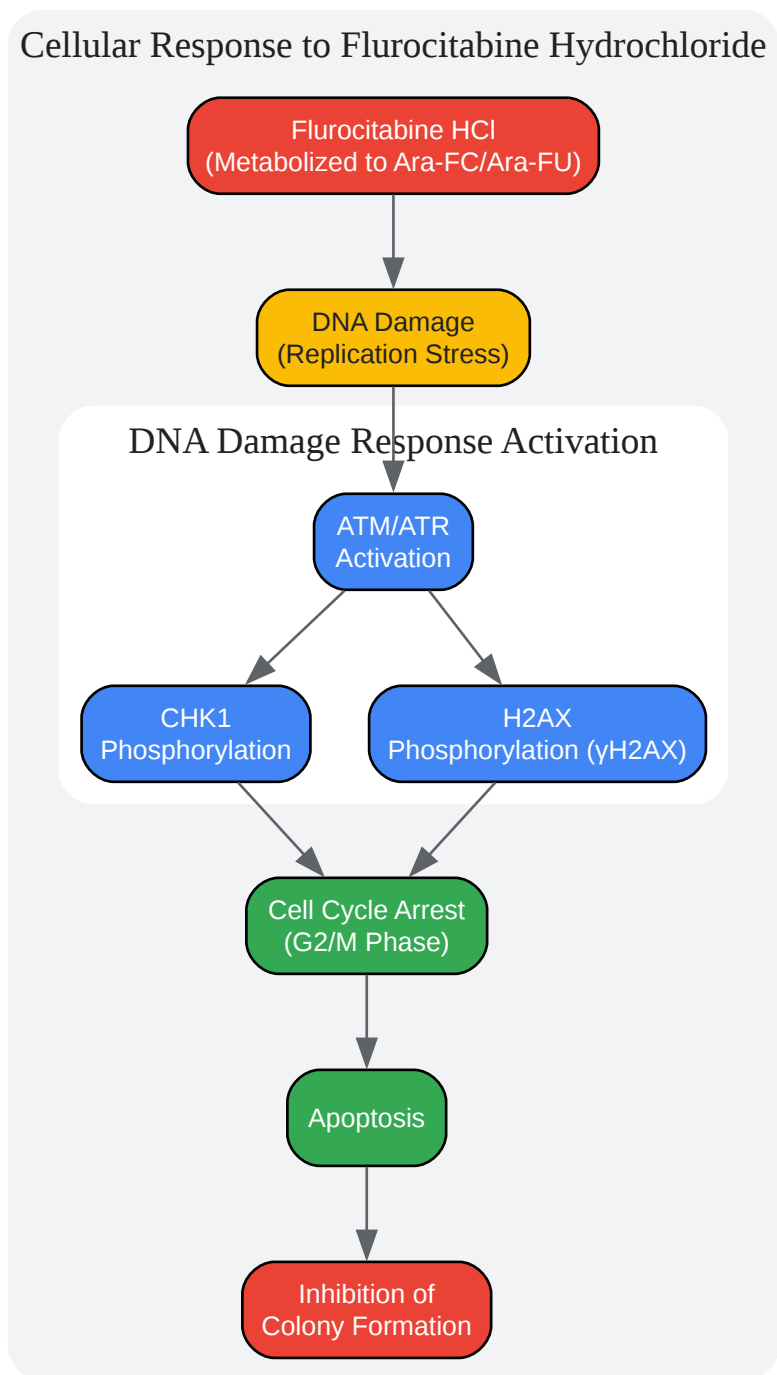 Cellular Response to Flurocitabine Hydrochloride
Flurocitabine HCl
(Metabolized to Ara-FC/Ara-FU)
DNA Damage
(Replication Stress)
DNA Damage Response Activation
ATM/ATR
Activation
CHK1
Phosphorylation
H2AX
Phosphorylation (γH2AX)
Cell Cycle Arrest
(G2/M Phase)
Apoptosis
Inhibition of
Colony Formation